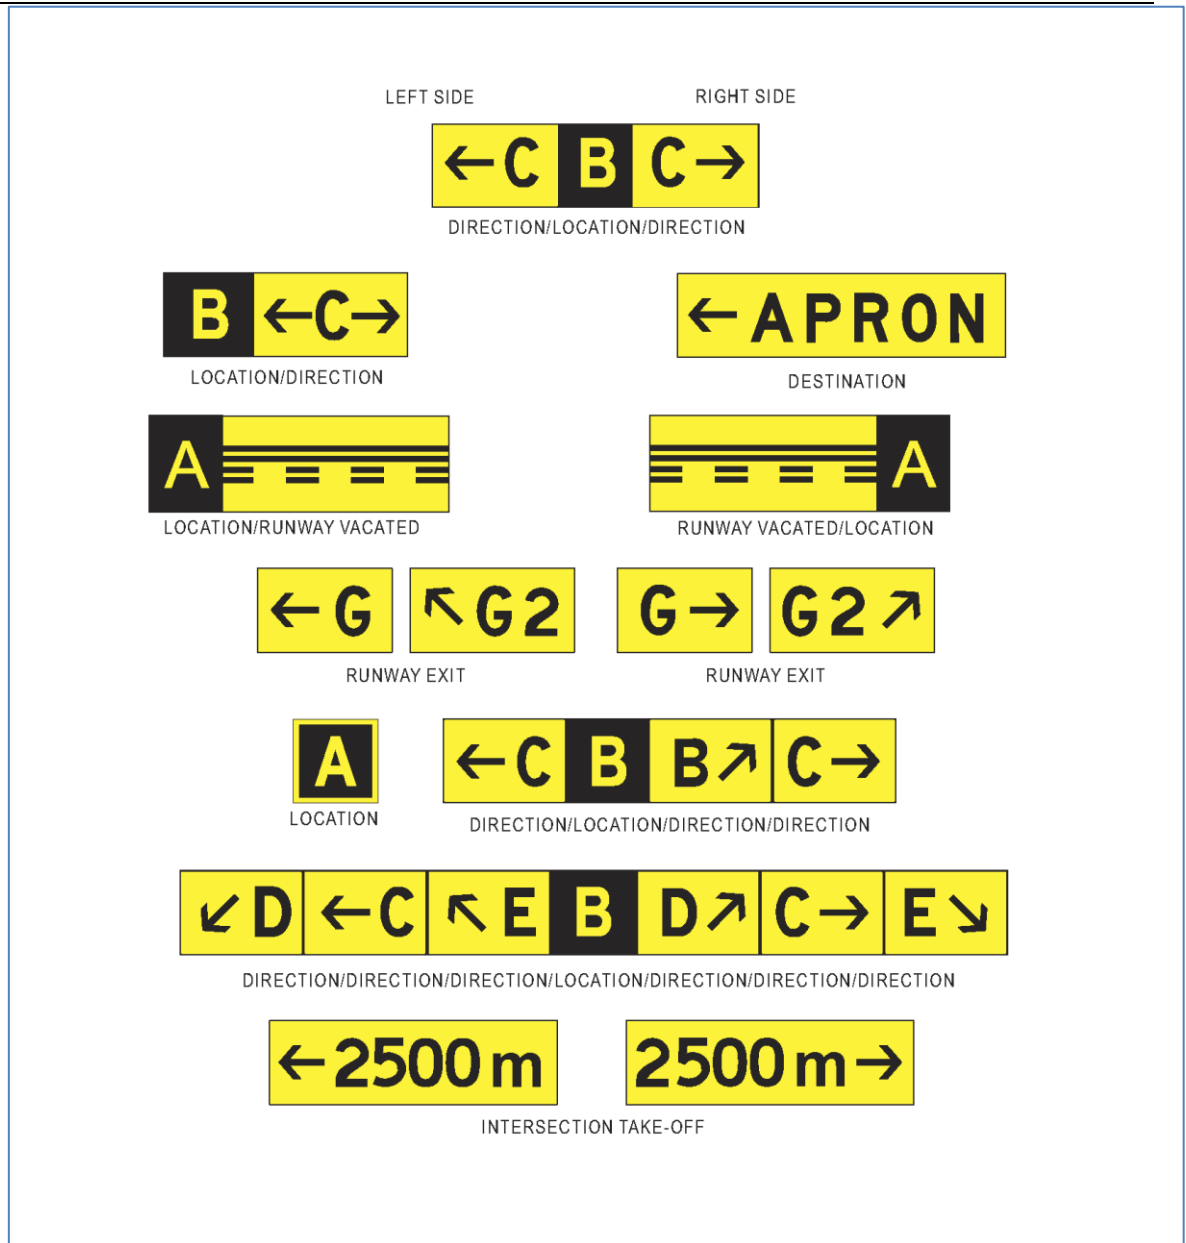 LEFT SIDE RIGHT SIDE
←C B C→
DIRECTION/LOCATION/DIRECTION
B ←C→ ←APRON
LOCATION/DIRECTION DESTINATION
A A
LOCATION/RUNWAY VACATED RUNWAY VACATED/LOCATION
←G ↖G2 G→ G2↗
RUNWAY EXIT RUNWAY EXIT
A ←C B B↗ C→
LOCATION DIRECTION/LOCATION/DIRECTION/DIRECTION
↙D ←C ↖E B D↗ C→ E↘
DIRECTION/DIRECTION/DIRECTION/LOCATION/DIRECTION/DIRECTION/DIRECTION
←2500m 2500m→
INTERSECTION TAKE-OFF